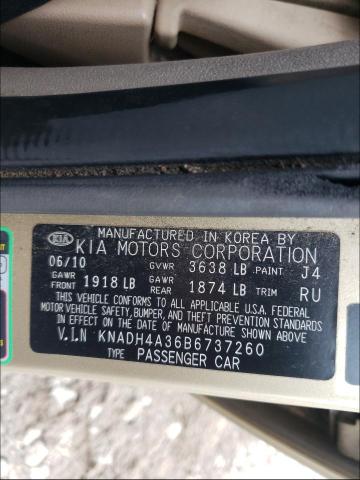 KIA MANUFACTURED IN KOREA BY
KIA MOTORS CORPORATION
06/10 GVWR 3638 LB PAINT J4
GAWR FRONT 1918 LB GAWR REAR 1874 LB TRIM RU
THIS VEHICLE CONFORMS TO ALL APPLICABLE U.S.A. FEDERAL
MOTOR VEHICLE SAFETY, BUMPER, AND THEFT PREVENTION STANDARDS
IN EFFECT ON THE DATE OF MANUFACTURE SHOWN ABOVE.
V.I.N KNADH4A36B6737260
TYPE PASSENGER CAR